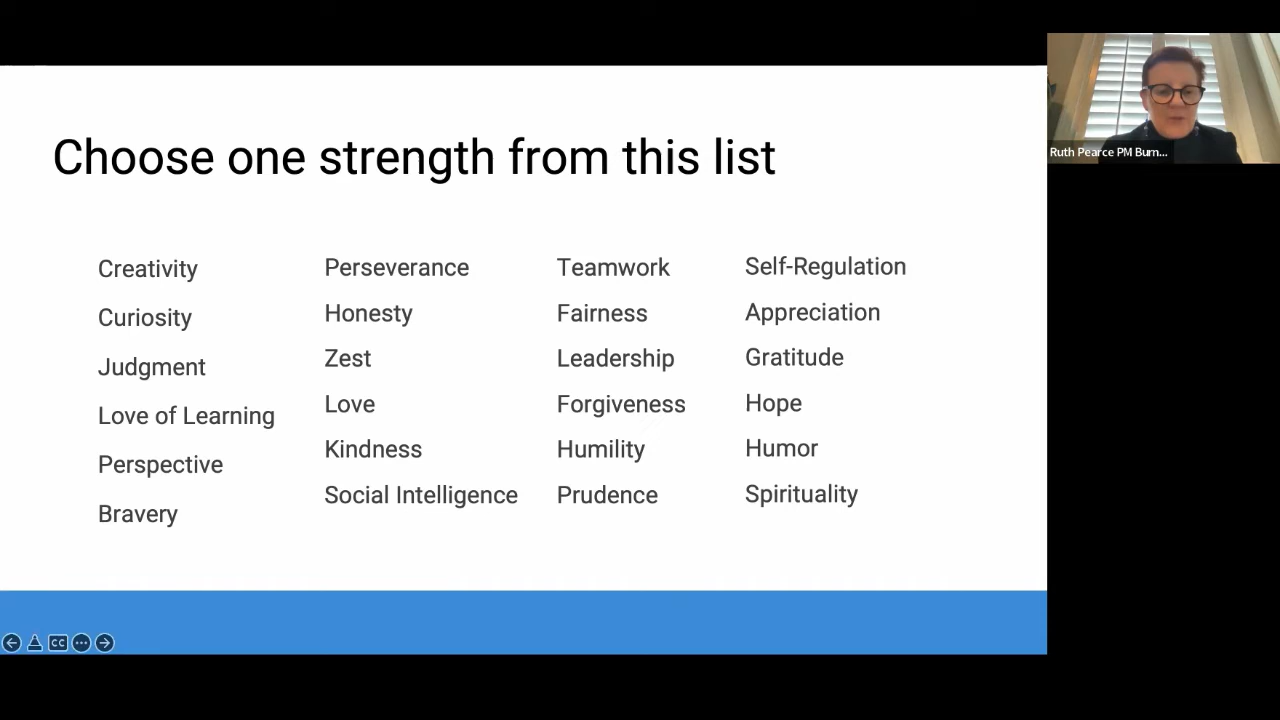 Choose one strength from this list
Creativity
Curiosity
Judgment
Love of Learning
Perspective
Bravery
Perseverance
Honesty
Zest
Love
Kindness
Social Intelligence
Teamwork
Fairness
Leadership
Forgiveness
Humility
Prudence
Self-Regulation
Appreciation
Gratitude
Hope
Humor
Spirituality
Ruth Pearce PM Burn...
CC